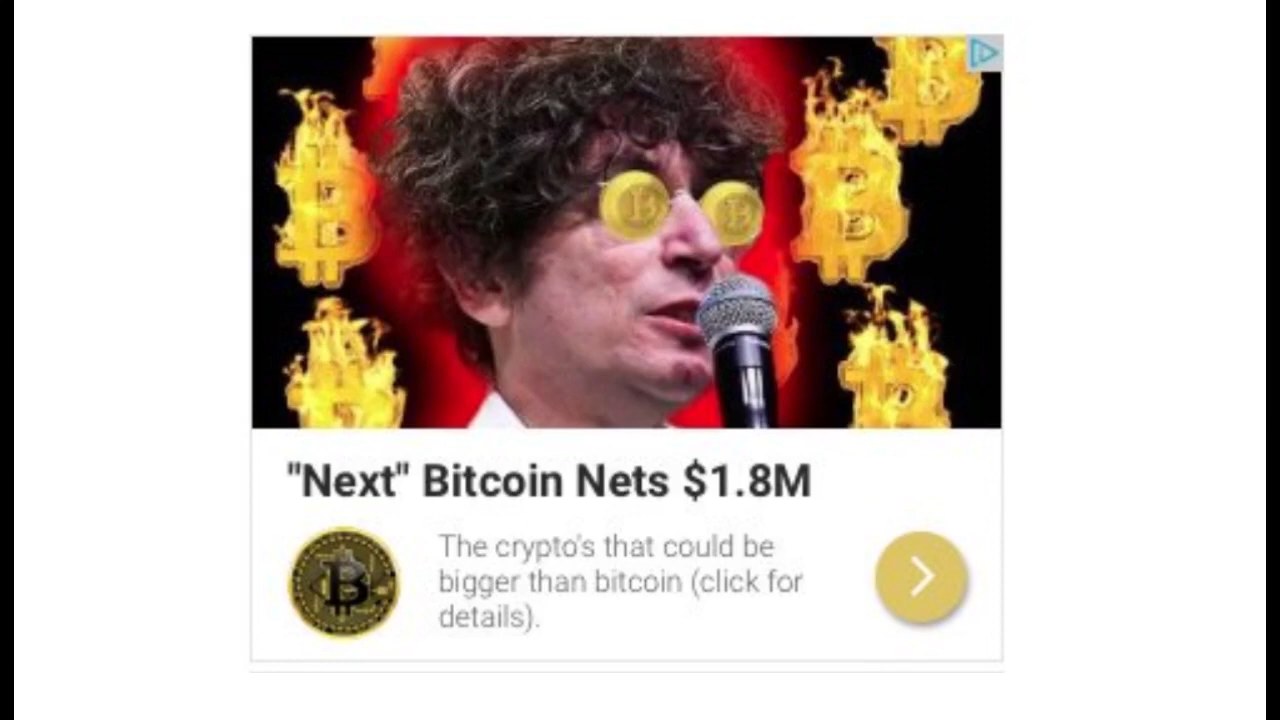 "Next" Bitcoin Nets $1.8M
The crypto's that could be
bigger than bitcoin (click for
details).